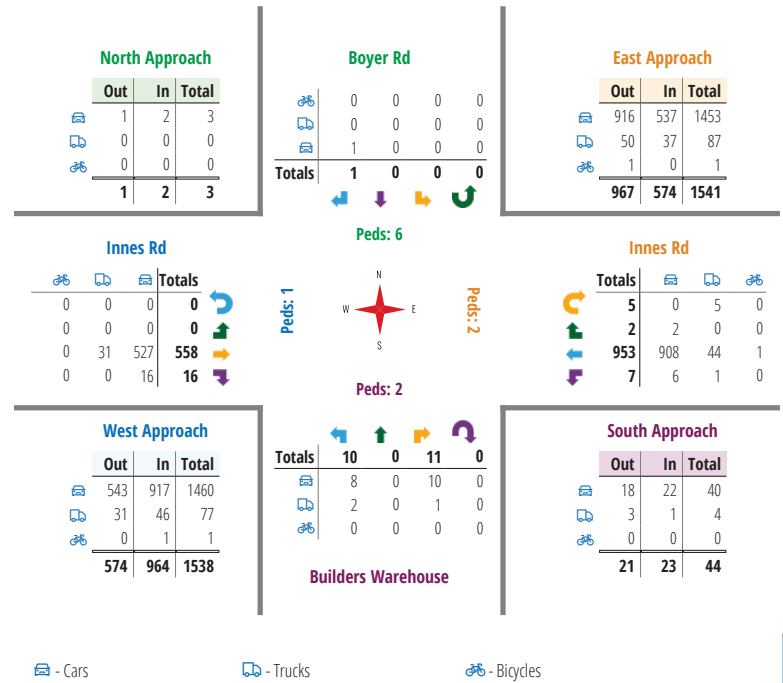 North Approach
Out In Total
1 2 3
0 0 0
0 0 0
1 2 3
Boyer Rd
0 0 0 0
0 0 0 0
1 0 0 0
Totals 1 0 0 0
East Approach
Out In Total
916 537 1453
50 37 87
1 0 1
967 574 1541
Innes Rd
Totals
0 0 0 0
0 0 0 0
0 31 527 558
0 0 16 16
Peds: 6
Peds: 1
N
W E
S
Peds: 2
Peds: 2
Innes Rd
Totals
5 0 5 0
2 2 0 0
953 908 44 1
7 6 1 0
West Approach
Out In Total
543 917 1460
31 46 77
0 1 1
574 964 1538
Totals 10 0 11 0
8 0 10 0
2 0 1 0
0 0 0 0
Builders Warehouse
South Approach
Out In Total
18 22 40
3 1 4
0 0 0
21 23 44
- Cars - Trucks - Bicycles